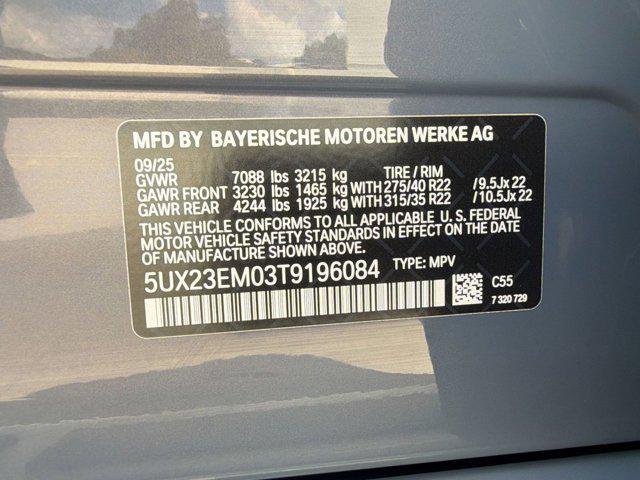 MFD BY BAYERISCHE MOTOREN WERKE AG
09/25
GVWR 7088 lbs 3215 kg TIRE / RIM
GAWR FRONT 3230 lbs 1465 kg WITH 275/40 R22 / 9.5Jx 22
GAWR REAR 4244 lbs 1925 kg WITH 315/35 R22 / 10.5Jx 22
THIS VEHICLE CONFORMS TO ALL APPLICABLE U. S. FEDERAL
MOTOR VEHICLE SAFETY STANDARDS IN EFFECT ON THE DATE
OF MANUFACTURE SHOWN ABOVE.
5UX23EM03T9196084 TYPE: MPV
C55
7 320 729